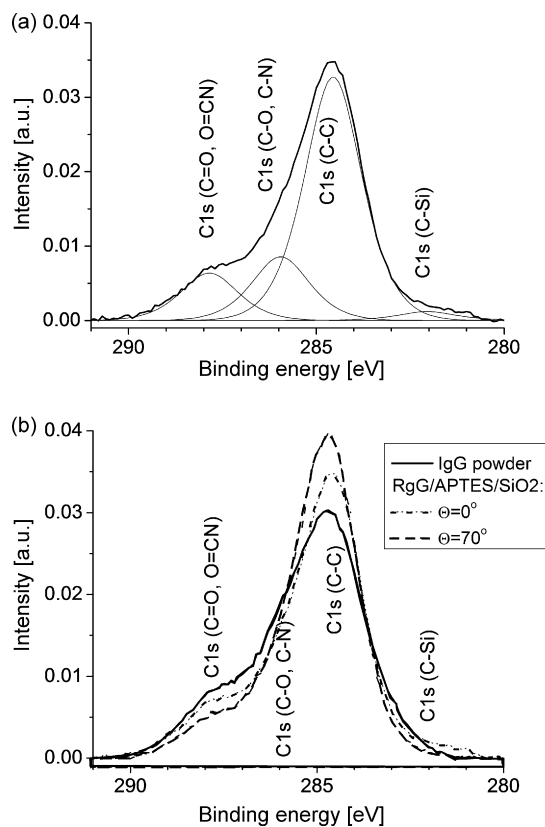 (a)
0.04
0.03
0.02
0.01
0.00
Intensity [a.u.]
C1s (C=O, O=CN)
C1s (C-O, C-N)
C1s (C-C)
C1s (C-Si)
290
285
280
Binding energy [eV]
(b)
0.04
0.03
0.02
0.01
0.00
Intensity [a.u.]
C1s (C=O, O=CN)
C1s (C-O, C-N)
C1s (C-C)
C1s (C-Si)
IgG powder
RgG/APTES/SiO2:
Θ=0°
Θ=70°
290
285
280
Binding energy [eV]